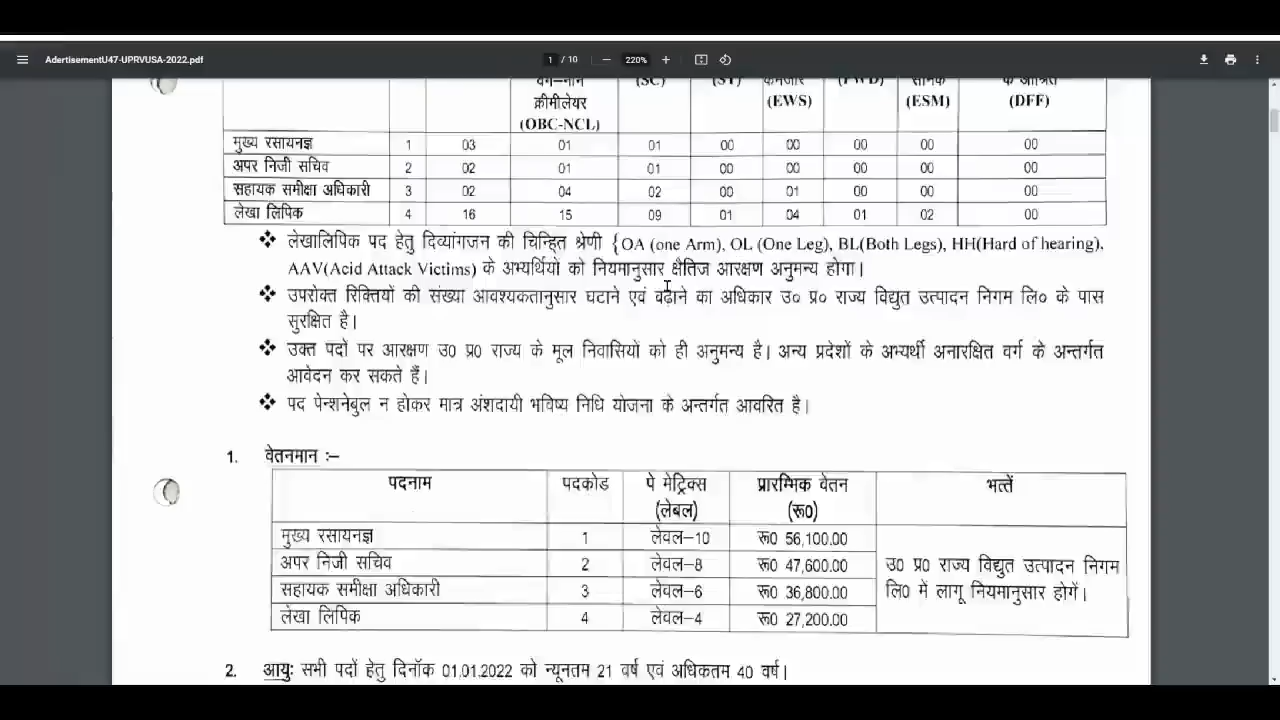 AdertisementU47-UPRVUSA-2022.pdf 1 / 10 220%
क्रीमीलेयर (EWS) (ESM) (DFF)
(OBC-NCL)
मुख्य रसायनज्ञ 1 03 01 01 00 00 00 00 00
अपर निजी सचिव 2 02 01 01 00 00 00 00 00
सहायक समीक्षा अधिकारी 3 02 04 02 00 01 00 00 00
लेखा लिपिक 4 16 15 09 01 04 01 02 00
❖ लेखालिपिक पद हेतु दिव्यांगजन की चिन्हित श्रेणी {OA (one Arm), OL (One Leg), BL(Both Legs), HH(Hard of hearing),
AAV(Acid Attack Victims) के अभ्यर्थियो को नियमानुसार क्षैतिज आरक्षण अनुमन्य होगा।
❖ उपरोक्त रिक्तियों की संख्या आवश्यकतानुसार घटाने एवं बढ़ाने का अधिकार उ० प्र० राज्य विद्युत उत्पादन निगम लि० के पास
सुरक्षित है।
❖ उक्त पदों पर आरक्षण उ0 प्र0 राज्य के मूल निवासियों को ही अनुमन्य है। अन्य प्रदेशों के अभ्यर्थी अनारक्षित वर्ग के अन्तर्गत
आवेदन कर सकते हैं।
❖ पद पेन्शनेबुल न होकर मात्र अंशदायी भविष्य निधि योजना के अन्तर्गत आवरित है।
1. वेतनमान :–
पदनाम पदकोड पे मेट्रिक्स प्रारम्भिक वेतन भत्तें
(लेबल) (रू0)
मुख्य रसायनज्ञ 1 लेवल–10 रू0 56,100.00
अपर निजी सचिव 2 लेवल–8 रू0 47,600.00 उ० प्र० राज्य विद्युत उत्पादन निगम
सहायक समीक्षा अधिकारी 3 लेवल–6 रू0 36,800.00 लि0 में लागू नियमानुसार होगें।
लेखा लिपिक 4 लेवल–4 रू0 27,200.00
2. आयुः सभी पदों हेतु दिनॉक 01.01.2022 को न्यूनतम 21 वर्ष एवं अधिकतम 40 वर्ष।